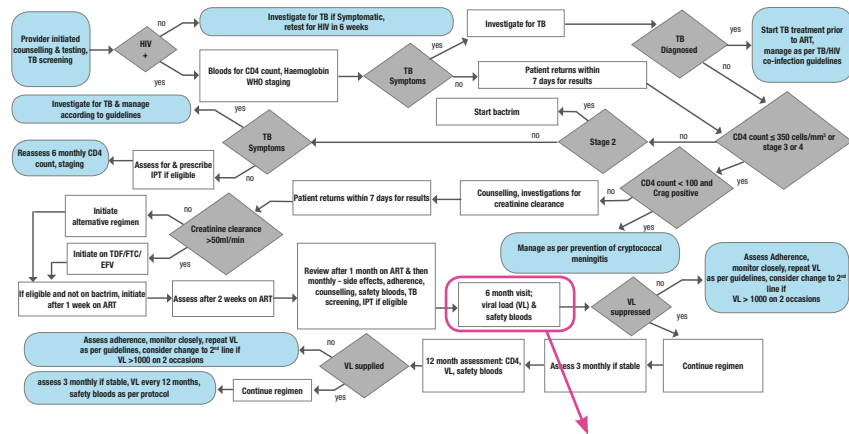 Provider initiated
counselling & testing,
TB screening
HIV
+
no
Investigate for TB if Symptomatic,
retest for HIV in 6 weeks
yes
Bloods for CD4 count, Haemoglobin
WHO staging
TB
Symptoms
yes
Investigate for TB
TB
Diagnosed
yes
Start TB treatment prior
to ART,
manage as per TB/HIV
co-infection guidelines
no
Patient returns within
7 days for results
no
Investigate for TB & manage
according to guidelines
yes
TB
Symptoms
Start bactrim
yes
Stage 2
no
no
CD4 count ≤ 350 cells/mm³ or
stage 3 or 4
Reassess 6 monthly CD4
count, staging
Assess for & prescribe
IPT if eligible
no
yes
CD4 count < 100 and
Crag positive
no
yes
Counselling, investigations for
creatinine clearance
Patient returns within 7 days for results
Creatinine clearance
>50ml/min
no
Initiate
alternative regimen
yes
Initiate on TDF/FTC/
EFV
Manage as per prevention of cryptococcal
meningitis
If eligible and not on bactrim, initiate
after 1 week on ART
Assess after 2 weeks on ART
Review after 1 month on ART & then
monthly - side effects, adherence,
counselling, safety bloods, TB
screening, IPT if eligible
6 month visit;
viral load (VL) &
safety bloods
VL
suppressed
no
Assess Adherence,
monitor closely, repeat VL
as per guidelines, consider change to 2nd
line if
VL > 1000 on 2 occasions
yes
Continue regimen
Assess 3 monthly if stable
12 month assessment: CD4,
VL, safety bloods
VL supplied
no
Assess adherence, monitor closely, repeat VL
as per guidelines, consider change to 2nd line if
VL >1000 on 2 occasions
yes
Continue regimen
assess 3 monthly if stable, VL every 12 months,
safety bloods as per protocol